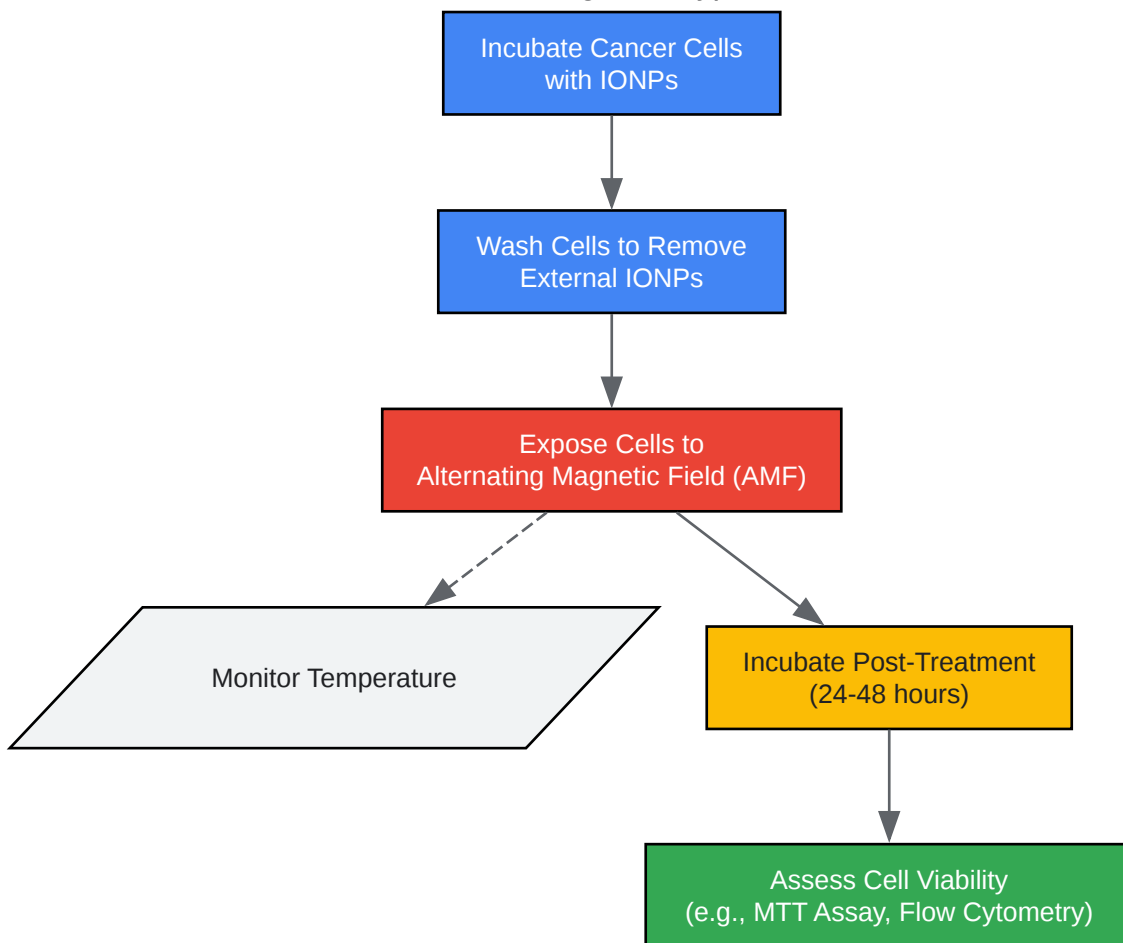 Incubate Cancer Cells
with IONPs
Wash Cells to Remove
External IONPs
Expose Cells to
Alternating Magnetic Field (AMF)
Monitor Temperature
Incubate Post-Treatment
(24-48 hours)
Assess Cell Viability
(e.g., MTT Assay, Flow Cytometry)